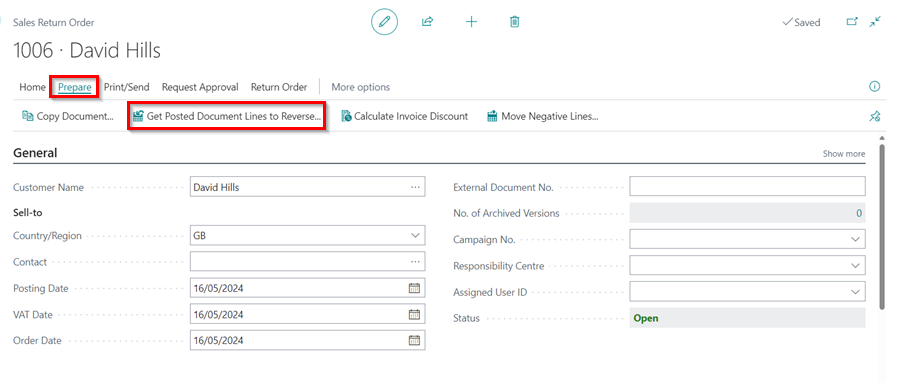 Sales Return Order
Saved
1006 · David Hills
Home Prepare Print/Send Request Approval Return Order More options
Copy Document... Get Posted Document Lines to Reverse... Calculate Invoice Discount Move Negative Lines...
General Show more
Customer Name David Hills ...
Sell-to
Country/Region GB
Contact ...
Posting Date 16/05/2024
VAT Date 16/05/2024
Order Date 16/05/2024
External Document No.
No. of Archived Versions 0
Campaign No.
Responsibility Centre
Assigned User ID
Status Open